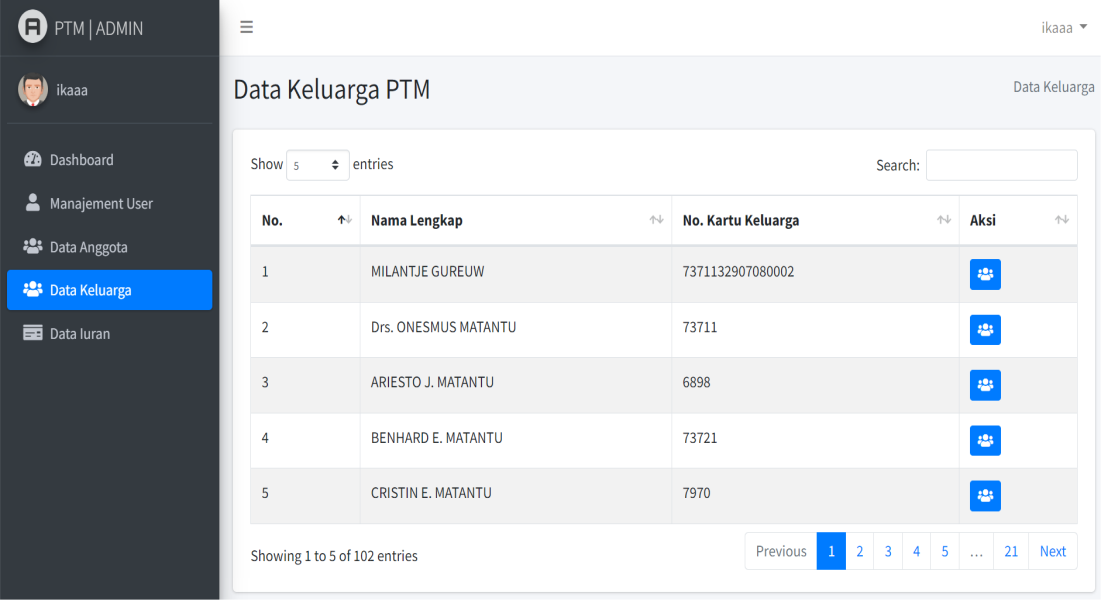 PTM | ADMIN
ikaaa
ikaaa
Dashboard
Manajement User
Data Anggota
Data Keluarga
Data Iuran
Data Keluarga PTM
Data Keluarga
Show 5 entries
Search:
No. Nama Lengkap No. Kartu Keluarga Aksi
1 MILANTJE GUREUW 7371132907080002
2 Drs. ONESMUS MATANTU 73711
3 ARIESTO J. MATANTU 6898
4 BENHARD E. MATANTU 73721
5 CRISTIN E. MATANTU 7970
Showing 1 to 5 of 102 entries
Previous 1 2 3 4 5 ... 21 Next